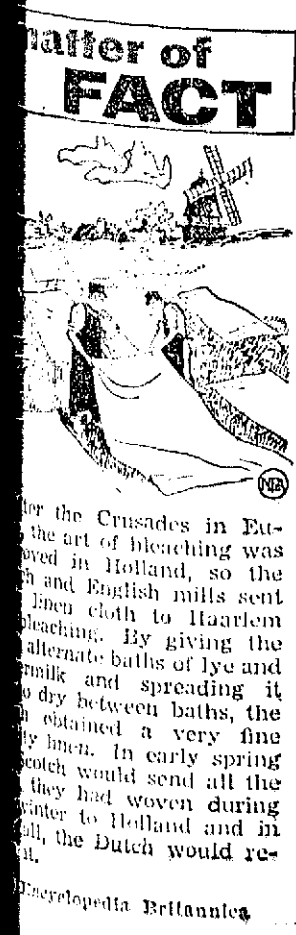 matter of
FACT
NEA
ter the Crusades in Eu-
the art of bleaching was
oved in Holland, so the
h and English mills sent
linen cloth to Haarlem
bleaching. By giving the
alternate baths of lye and
ermilk and spreading it
o dry between baths, the
h obtained a very fine
ty linen. In early spring
Scotch would send all the
they had woven during
winter to Holland and in
all, the Dutch would re-
it.
Encyclopedia Britannica